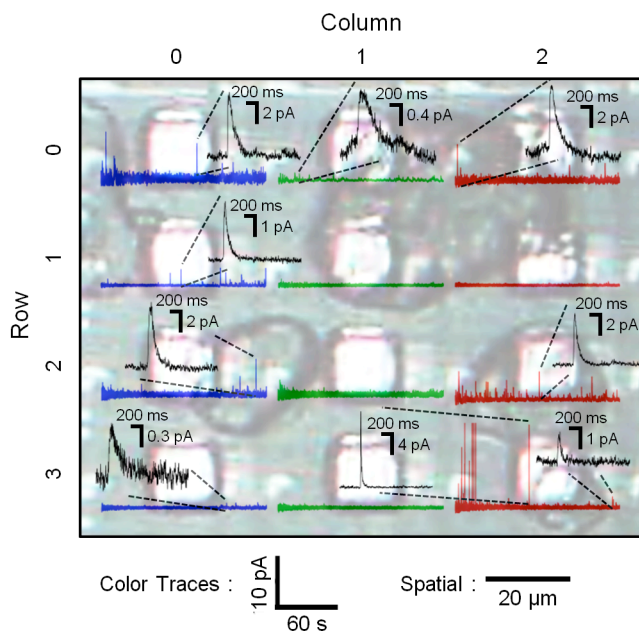 Column
0 1 2
200 ms 200 ms 200 ms
2 pA 0.4 pA 2 pA
0
200 ms
1 pA
1
Row
200 ms 200 ms
2 pA 2 pA
2
200 ms 200 ms 200 ms
0.3 pA 4 pA 1 pA
3
Color Traces : 10 pA Spatial :
20 µm
60 s